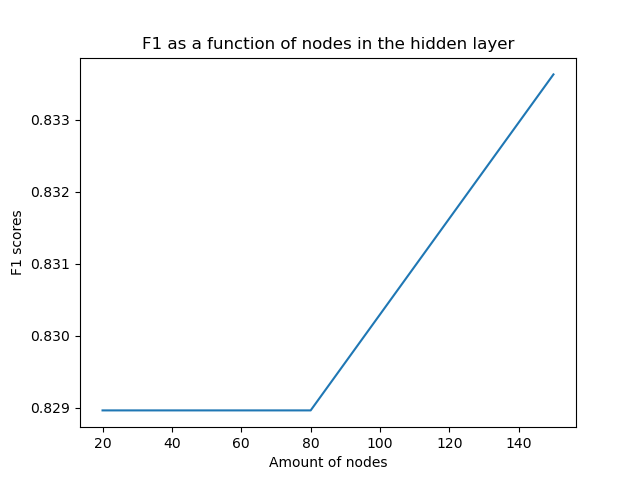 F1 as a function of nodes in the hidden layer
F1 scores
0.833
0.832
0.831
0.830
0.829
20 40 60 80 100 120 140
Amount of nodes